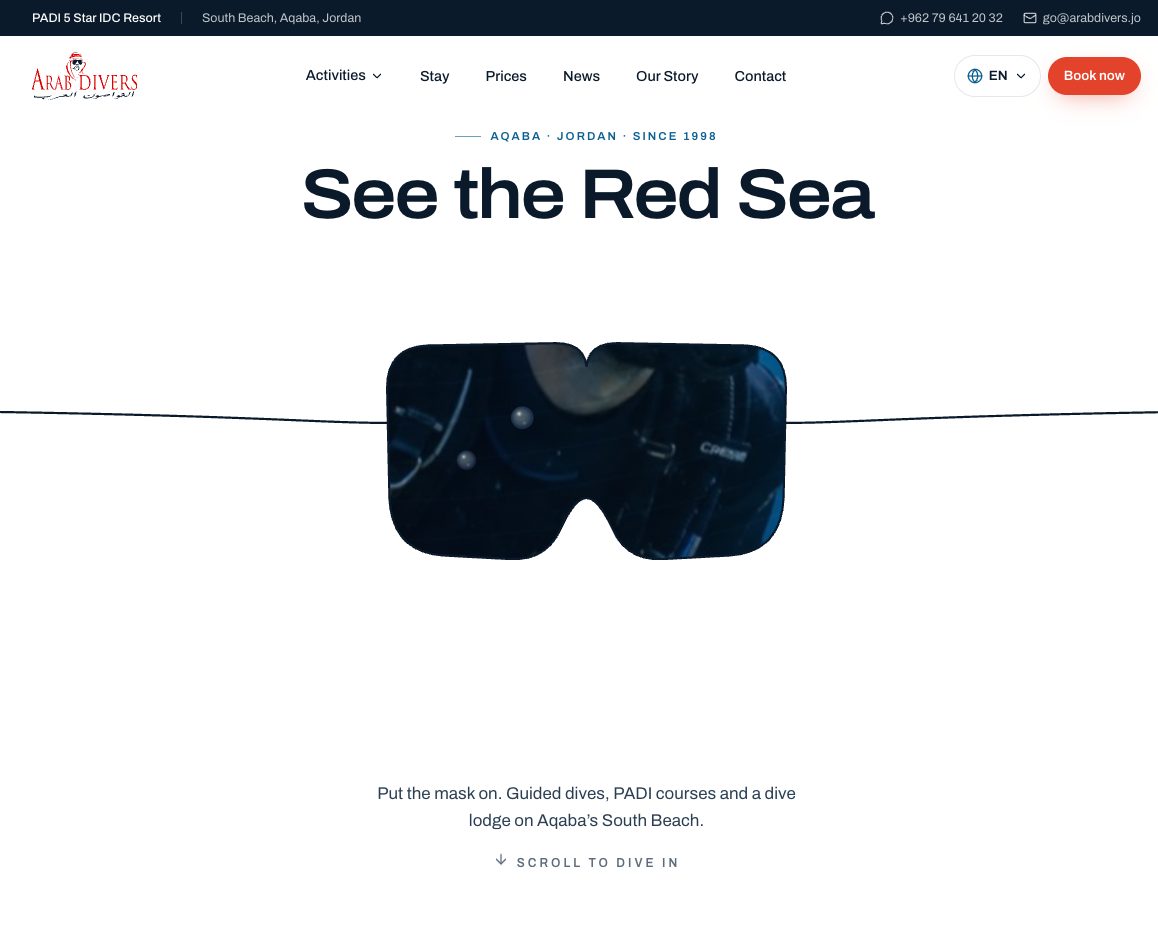 PADI 5 Star IDC Resort
South Beach, Aqaba, Jordan
+962 79 641 20 32
go@arabdivers.jo
ARAB DIVERS
الغواصون العرب
Activities
Stay
Prices
News
Our Story
Contact
EN
Book now
AQABA · JORDAN · SINCE 1998
See the Red Sea
Put the mask on. Guided dives, PADI courses and a dive
lodge on Aqaba’s South Beach.
SCROLL TO DIVE IN